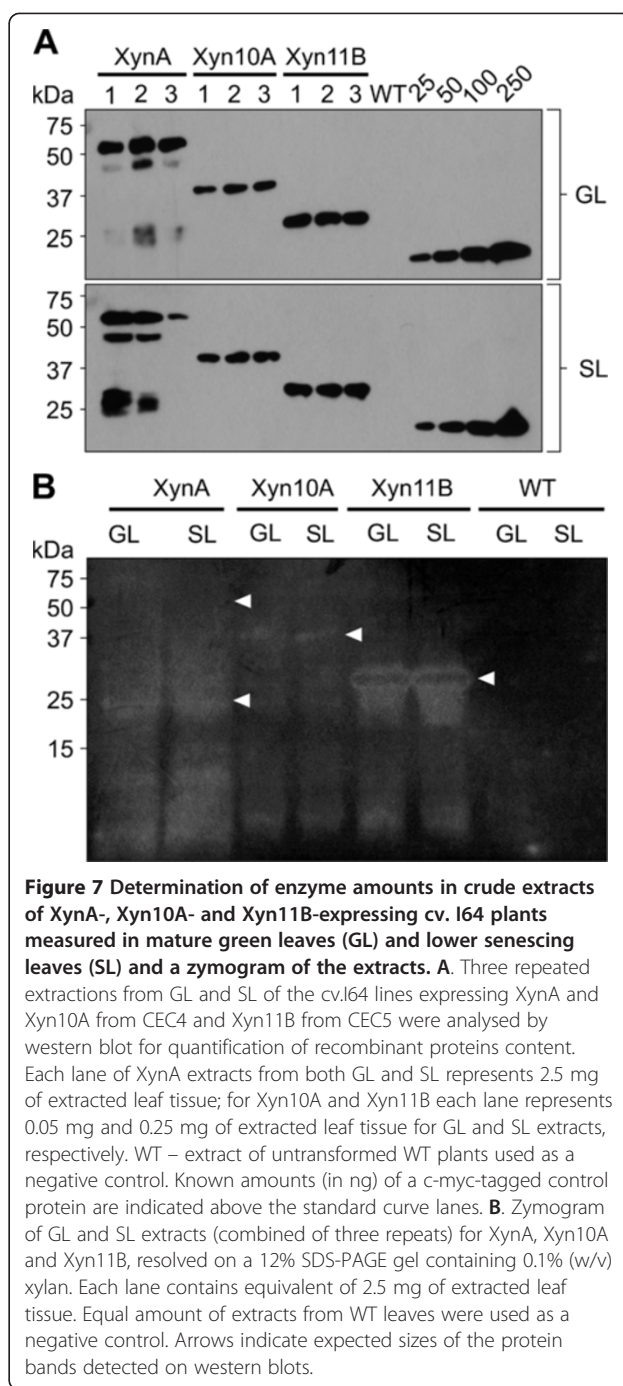 A
XynA Xyn10A Xyn11B
kDa 1 2 3 1 2 3 1 2 3 WT 25 50 100 250
75
50
37
25
GL
75
50
37
25
SL
B
XynA Xyn10A Xyn11B WT
kDa GL SL GL SL GL SL GL SL
75
50
37
25
15
Figure 7 Determination of enzyme amounts in crude extracts
of XynA-, Xyn10A- and Xyn11B-expressing cv. I64 plants
measured in mature green leaves (GL) and lower senescing
leaves (SL) and a zymogram of the extracts. A. Three repeated
extractions from GL and SL of the cv.I64 lines expressing XynA and
Xyn10A from CEC4 and Xyn11B from CEC5 were analysed by
western blot for quantification of recombinant proteins content.
Each lane of XynA extracts from both GL and SL represents 2.5 mg
of extracted leaf tissue; for Xyn10A and Xyn11B each lane represents
0.05 mg and 0.25 mg of extracted leaf tissue for GL and SL extracts,
respectively. WT – extract of untransformed WT plants used as a
negative control. Known amounts (in ng) of a c-myc-tagged control
protein are indicated above the standard curve lanes. B. Zymogram
of GL and SL extracts (combined of three repeats) for XynA, Xyn10A
and Xyn11B, resolved on a 12% SDS-PAGE gel containing 0.1% (w/v)
xylan. Each lane contains equivalent of 2.5 mg of extracted leaf
tissue. Equal amount of extracts from WT leaves were used as a
negative control. Arrows indicate expected sizes of the protein
bands detected on western blots.